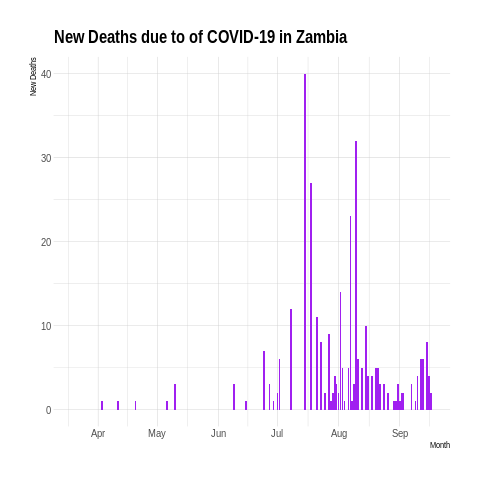 New Deaths due to of COVID-19 in Zambia
New Deaths
40
30
20
10
0
Apr May Jun Jul Aug Sep
Month